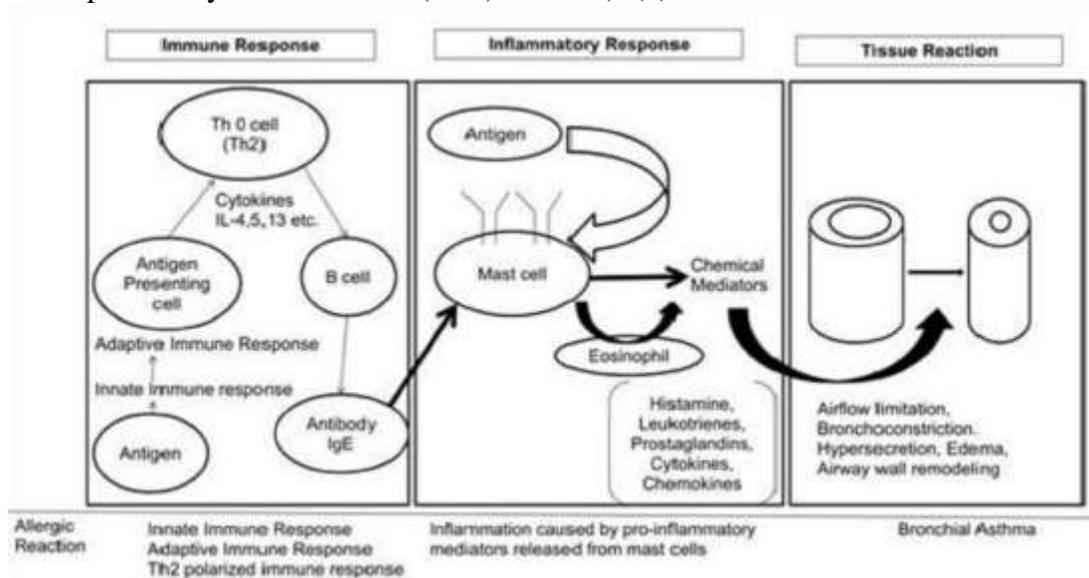 Immune Response
Inflammatory Response
Tissue Reaction
Th 0 cell
(Th2)
Cytokines
IL-4,5,,13 etc.
Antigen
Presenting
cell
B cell
Adaptive Immune Response
Innate Immune response
Antigen
Antibody
IgE
Antigen
Mast cell
Chemical
Mediators
Eosinophil
Histamine,
Leukotrienes,
Prostaglandins,
Cytokines,
Chemokines
Airflow limitation,
Bronchoconstriction.
Hypersecretion, Edema,
Airway wall remodeling
Allergic
Reaction
Innate Immune Response
Adaptive Immune Response
Th2 polarized immune response
Inflammation caused by pro-inflammatory
mediators released from mast cells
Bronchial Asthma